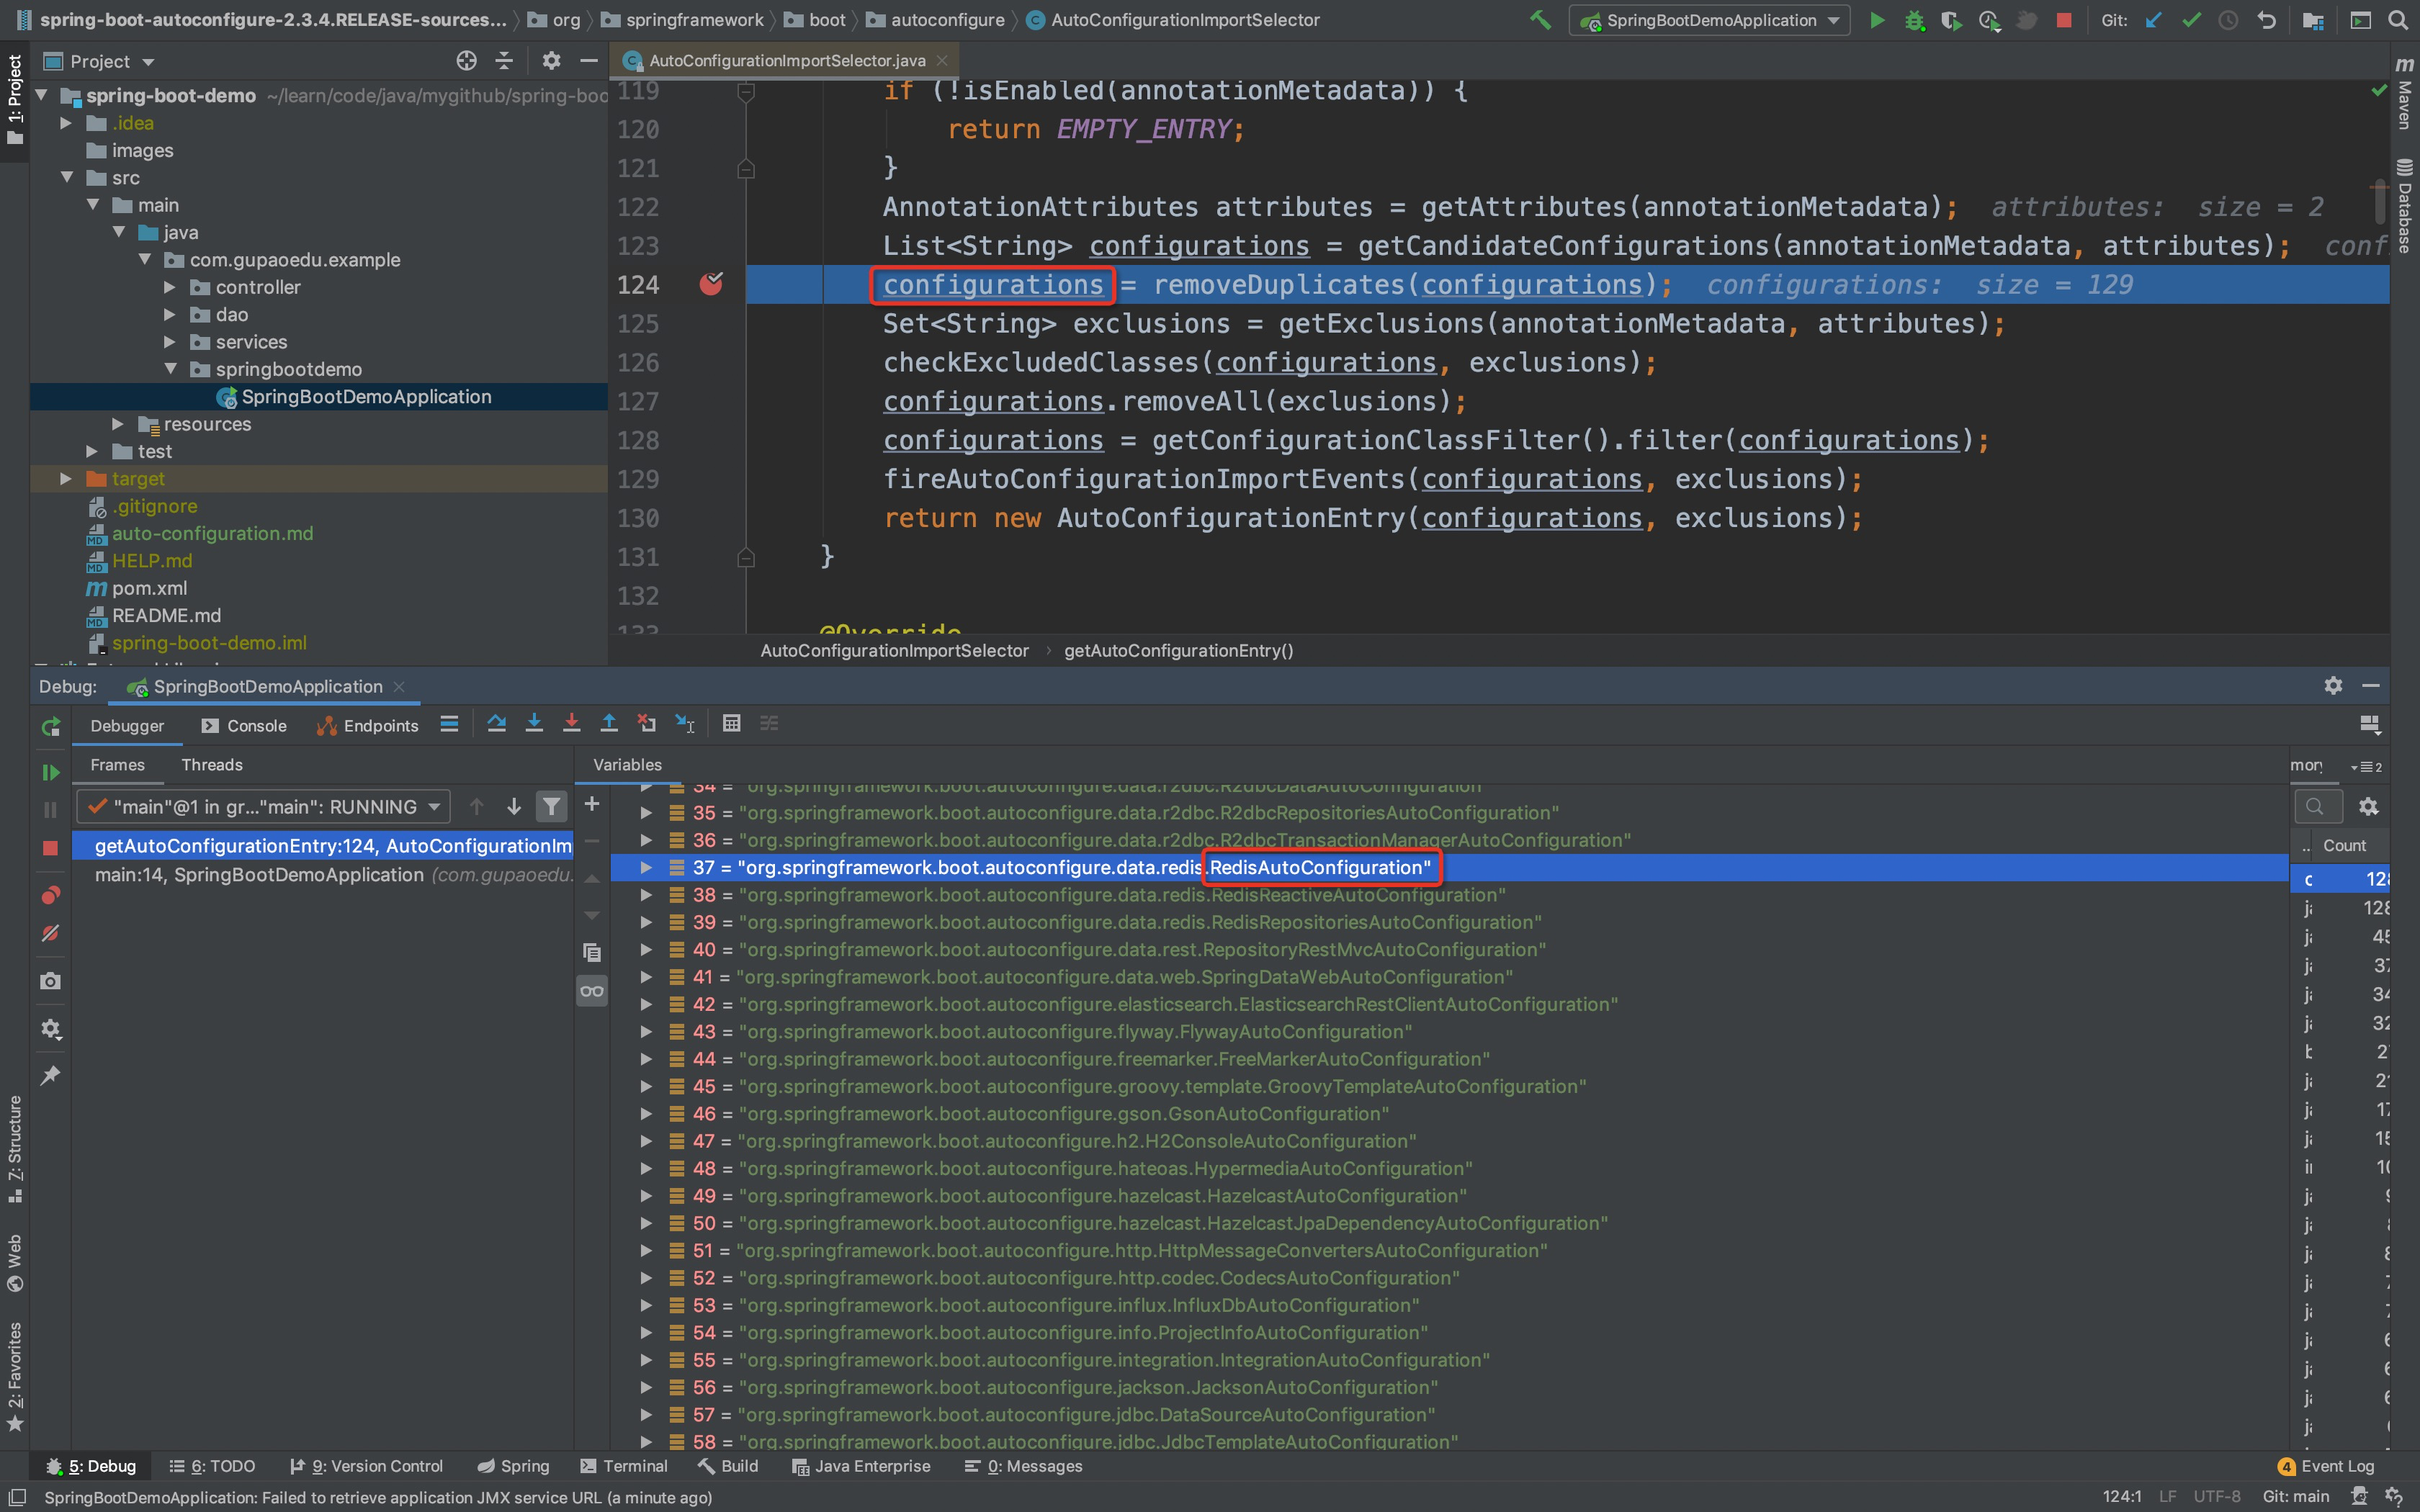 spring-boot-autoconfigure-2.3.4.RELEASE-sources... org springframework boot autoconfigure AutoConfigurationImportSelector SpringBootDemoApplication Git:
1: Project
Project
spring-boot-demo ~/learn/code/java/mygithub/spring-boo
.idea
images
src
main
java
com.gupaoedu.example
controller
dao
services
springbootdemo
SpringBootDemoApplication
resources
test
target
.gitignore
auto-configuration.md
HELP.md
pom.xml
README.md
spring-boot-demo.iml
AutoConfigurationImportSelector.java
119 if (!isEnabled(annotationMetadata)) {
120 return EMPTY_ENTRY;
121 }
122 AnnotationAttributes attributes = getAttributes(annotationMetadata); attributes: size = 2
123 List<String> configurations = getCandidateConfigurations(annotationMetadata, attributes); conf
124 configurations = removeDuplicates(configurations); configurations: size = 129
125 Set<String> exclusions = getExclusions(annotationMetadata, attributes);
126 checkExcludedClasses(configurations, exclusions);
127 configurations.removeAll(exclusions);
128 configurations = getConfigurationClassFilter().filter(configurations);
129 fireAutoConfigurationImportEvents(configurations, exclusions);
130 return new AutoConfigurationEntry(configurations, exclusions);
131 }
132
133 @Override
AutoConfigurationImportSelector › getAutoConfigurationEntry()
Maven
Database
Debug: SpringBootDemoApplication
Debugger Console Endpoints
Frames Threads
"main"@1 in gr..."main": RUNNING
getAutoConfigurationEntry:124, AutoConfigurationIm
main:14, SpringBootDemoApplication (com.gupaoedu.
Variables
34 = "org.springframework.boot.autoconfigure.data.r2dbc.R2dbcDataAutoConfiguration"
35 = "org.springframework.boot.autoconfigure.data.r2dbc.R2dbcRepositoriesAutoConfiguration"
36 = "org.springframework.boot.autoconfigure.data.r2dbc.R2dbcTransactionManagerAutoConfiguration"
37 = "org.springframework.boot.autoconfigure.data.redis.RedisAutoConfiguration"
38 = "org.springframework.boot.autoconfigure.data.redis.RedisReactiveAutoConfiguration"
39 = "org.springframework.boot.autoconfigure.data.redis.RedisRepositoriesAutoConfiguration"
40 = "org.springframework.boot.autoconfigure.data.rest.RepositoryRestMvcAutoConfiguration"
41 = "org.springframework.boot.autoconfigure.data.web.SpringDataWebAutoConfiguration"
42 = "org.springframework.boot.autoconfigure.elasticsearch.ElasticsearchRestClientAutoConfiguration"
43 = "org.springframework.boot.autoconfigure.flyway.FlywayAutoConfiguration"
44 = "org.springframework.boot.autoconfigure.freemarker.FreeMarkerAutoConfiguration"
45 = "org.springframework.boot.autoconfigure.groovy.template.GroovyTemplateAutoConfiguration"
46 = "org.springframework.boot.autoconfigure.gson.GsonAutoConfiguration"
47 = "org.springframework.boot.autoconfigure.h2.H2ConsoleAutoConfiguration"
48 = "org.springframework.boot.autoconfigure.hateoas.HypermediaAutoConfiguration"
49 = "org.springframework.boot.autoconfigure.hazelcast.HazelcastAutoConfiguration"
50 = "org.springframework.boot.autoconfigure.hazelcast.HazelcastJpaDependencyAutoConfiguration"
51 = "org.springframework.boot.autoconfigure.http.HttpMessageConvertersAutoConfiguration"
52 = "org.springframework.boot.autoconfigure.http.codec.CodecsAutoConfiguration"
53 = "org.springframework.boot.autoconfigure.influx.InfluxDbAutoConfiguration"
54 = "org.springframework.boot.autoconfigure.info.ProjectInfoAutoConfiguration"
55 = "org.springframework.boot.autoconfigure.integration.IntegrationAutoConfiguration"
56 = "org.springframework.boot.autoconfigure.jackson.JacksonAutoConfiguration"
57 = "org.springframework.boot.autoconfigure.jdbc.DataSourceAutoConfiguration"
58 = "org.springframework.boot.autoconfigure.jdbc.JdbcTemplateAutoConfiguration"
.. Count
Z: Structure
Web
2: Favorites
5: Debug 6: TODO 9: Version Control Spring Terminal Build Java Enterprise 0: Messages 4 Event Log
SpringBootDemoApplication: Failed to retrieve application JMX service URL (a minute ago) 124:1 LF UTF-8 Git: main